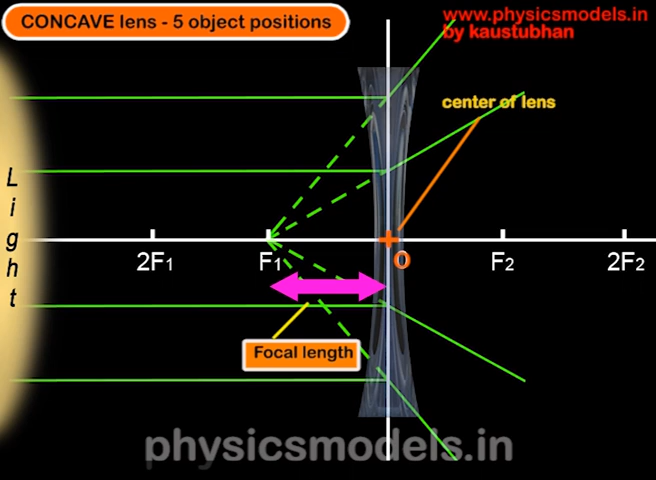 CONCAVE lens - 5 object positions
www.physicsmodels.in
by kaustubhan
center of lens
L
i
g
h
t
2F1
F1
O
F2
2F2
Focal length
physicsmodels.in